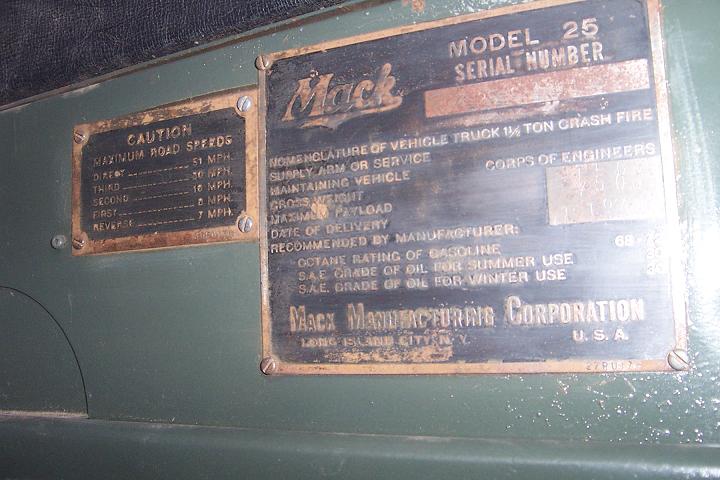 CAUTION
MAXIMUM ROAD SPEEDS
DIRECT 51 MPH.
THIRD 30 MPH.
SECOND 16 MPH.
FIRST 8 MPH.
REVERSE 7 MPH.
Mack
MODEL 25
SERIAL NUMBER
NOMENCLATURE OF VEHICLE TRUCK 1½ TON CRASH FIRE
SUPPLY ARM OR SERVICE CORPS OF ENGINEERS
MAINTAINING VEHICLE
GROSS WEIGHT
MAXIMUM PAYLOAD
DATE OF DELIVERY
RECOMMENDED BY MANUFACTURER:
OCTANE RATING OF GASOLINE
S.A.E. GRADE OF OIL FOR SUMMER USE
S.A.E. GRADE OF OIL FOR WINTER USE
MACK MANUFACTURING CORPORATION
LONG ISLAND CITY, N.Y. U.S.A.